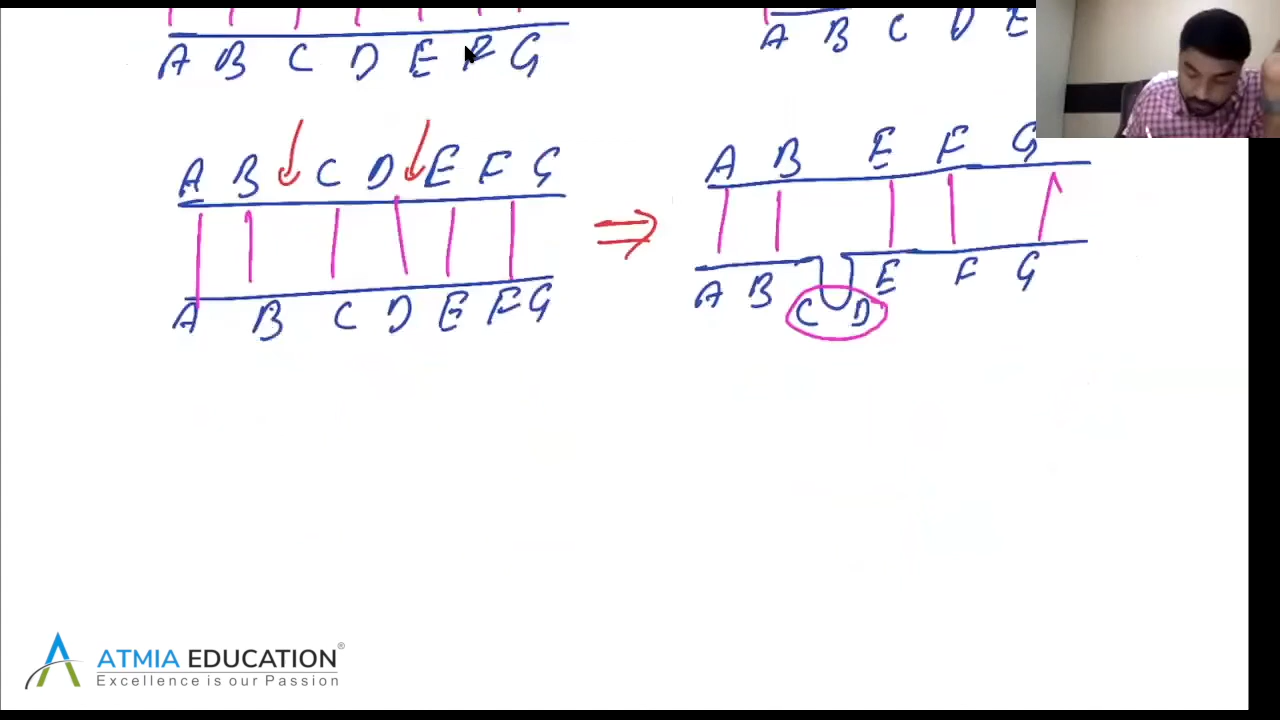 A B C D E F G
A B C D E
A B C D E F G
A B E F G
A B C D E F G
A B C D E F G
ATMIA EDUCATION®
Excellence is our Passion